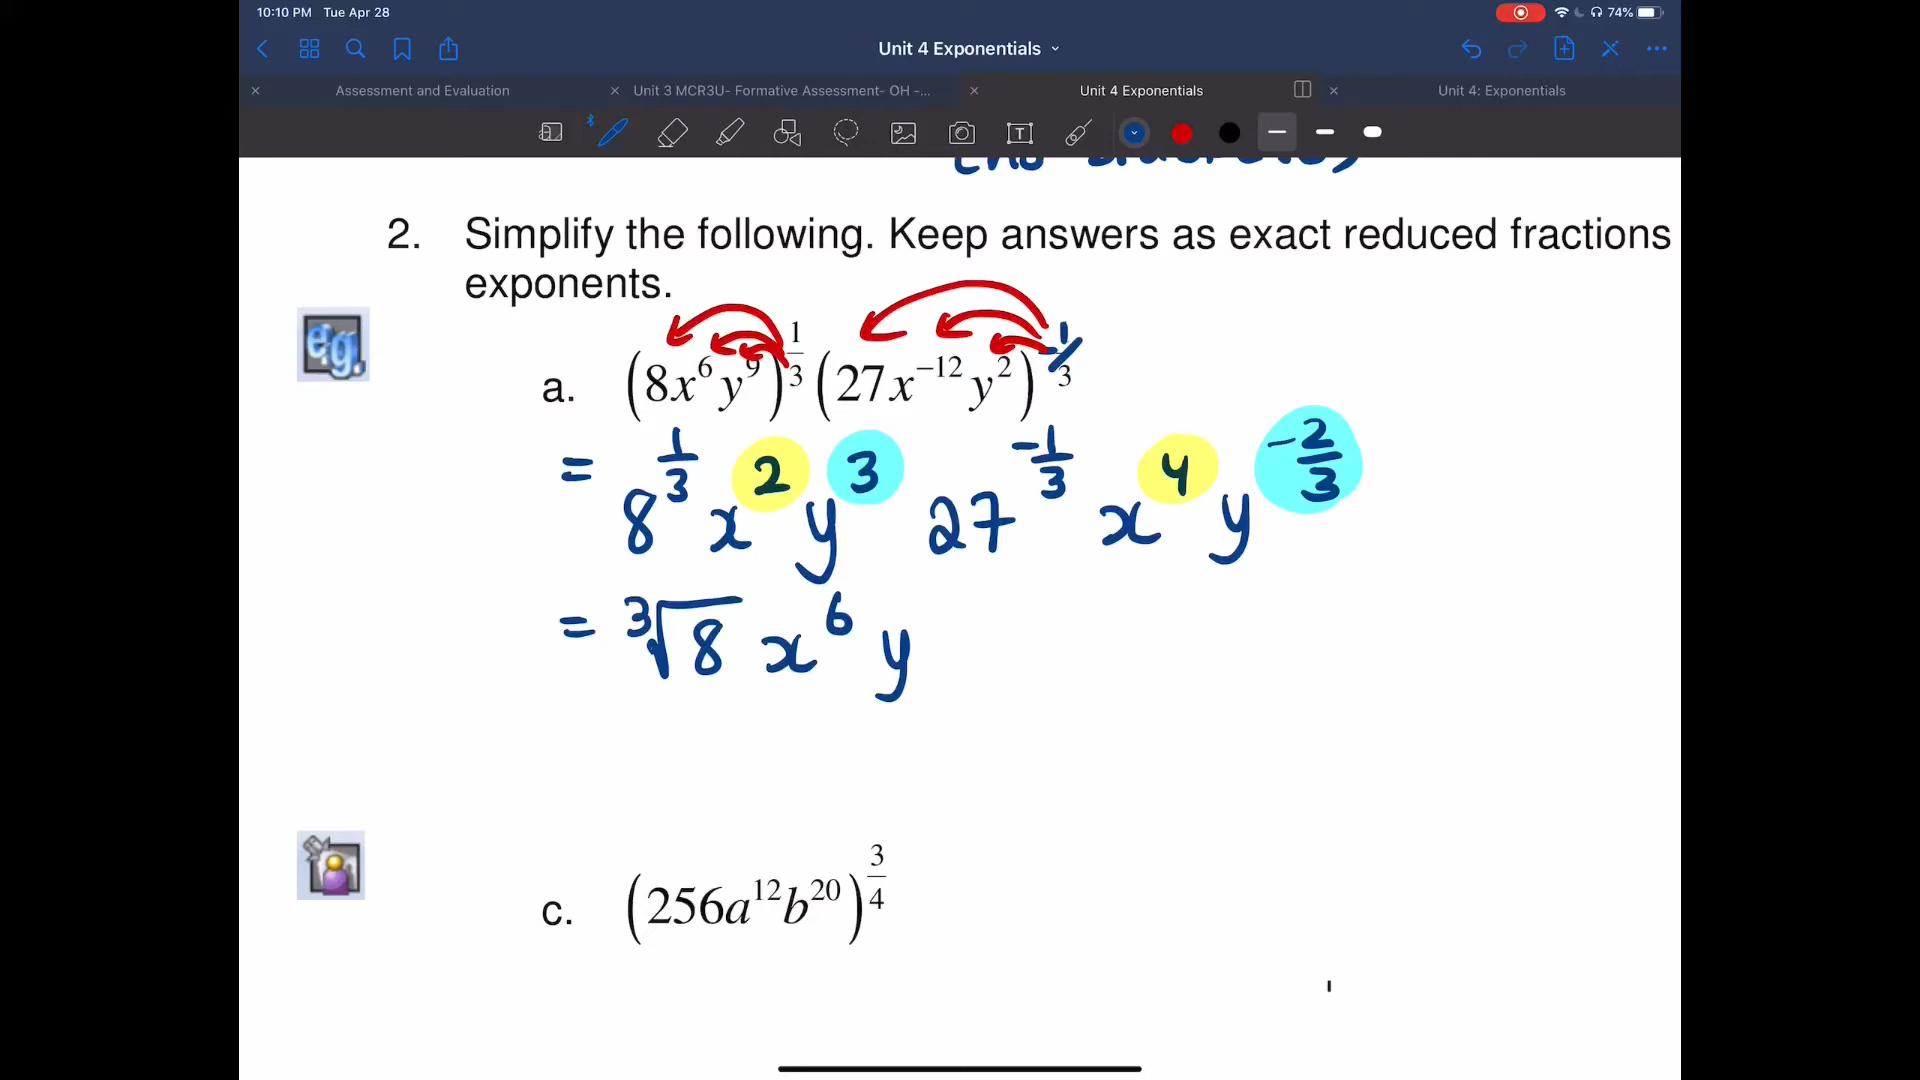 10:10 PM Tue Apr 28 74%
Unit 4 Exponentials
Assessment and Evaluation Unit 3 MCR3U- Formative Assessment- OH -... Unit 4 Exponentials Unit 4: Exponentials
T
2. Simplify the following. Keep answers as exact reduced fractions
exponents.
e.g.
a. (8x^6y^9)^{1/3}(27x^{-12}y^2)^{-1/3}
= 8^{1/3} x^2 y^3 27^{-1/3} x^4 y^{-2/3}
= ∛8 x^6 y
c. (256a^{12}b^{20})^{3/4}